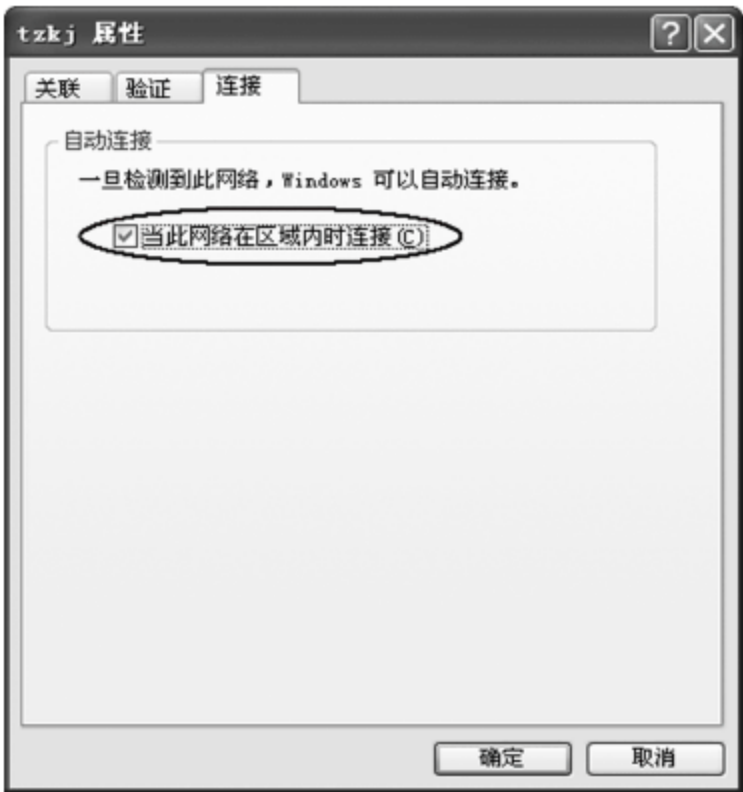 tzkj 属性
关联 验证 连接
自动连接
一旦检测到此网络，Windows 可以自动连接。
当此网络在区域内时连接(C)
确定 取消